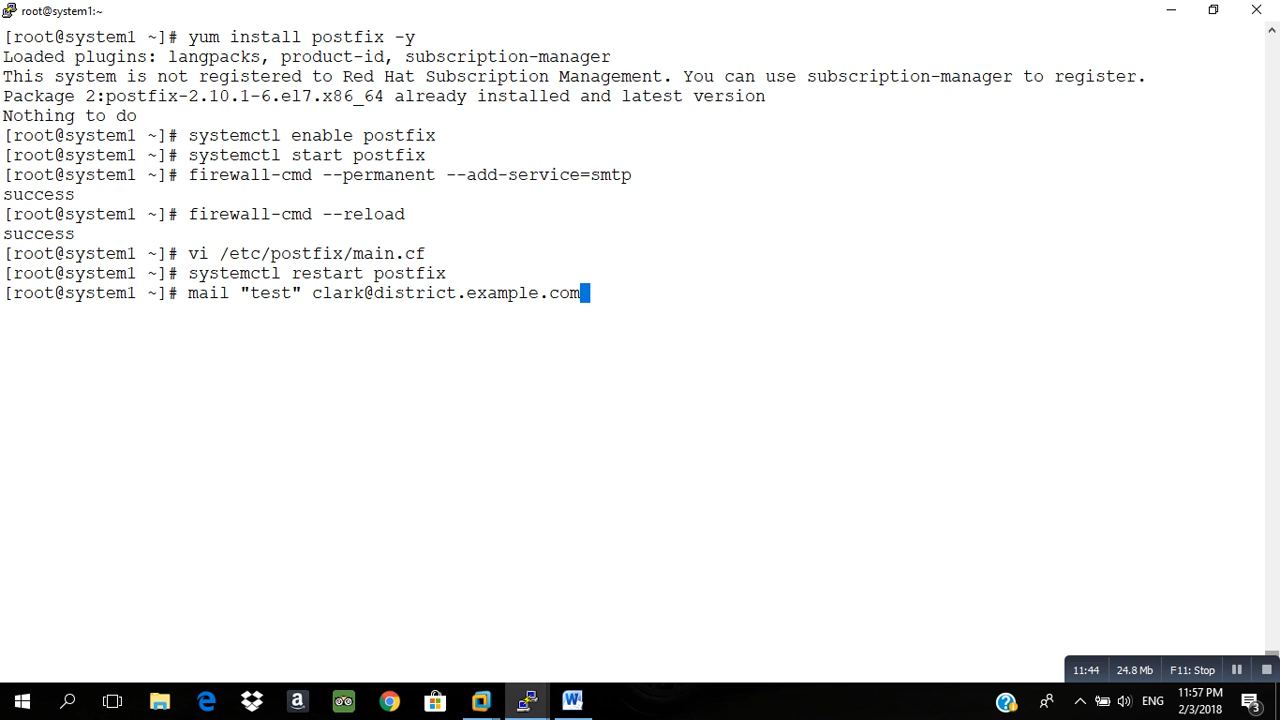 root@system1:~
[root@system1 ~]# yum install postfix -y
Loaded plugins: langpacks, product-id, subscription-manager
This system is not registered to Red Hat Subscription Management. You can use subscription-manager to register.
Package 2:postfix-2.10.1-6.el7.x86_64 already installed and latest version
Nothing to do
[root@system1 ~]# systemctl enable postfix
[root@system1 ~]# systemctl start postfix
[root@system1 ~]# firewall-cmd --permanent --add-service=smtp
success
[root@system1 ~]# firewall-cmd --reload
success
[root@system1 ~]# vi /etc/postfix/main.cf
[root@system1 ~]# systemctl restart postfix
[root@system1 ~]# mail "test" clark@district.example.com
11:44 24.8 Mb F11: Stop
ENG 11:57 PM 3
2/3/2018